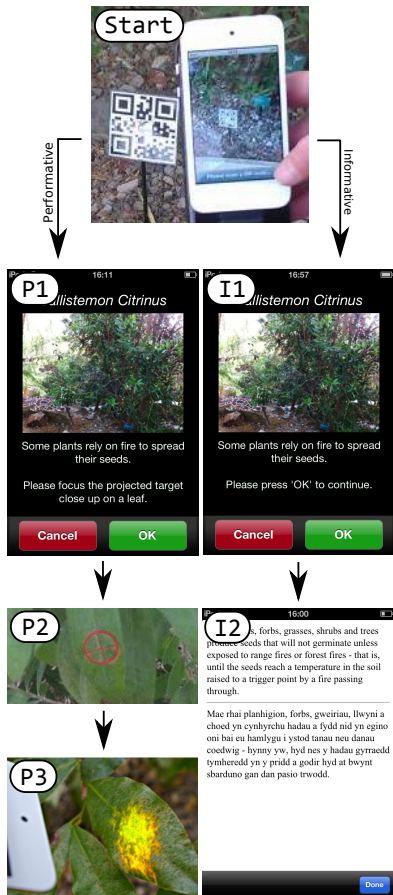 Start
Performative
Informative
P1
16:11
allistemon Citrinus
Some plants rely on fire to spread
their seeds.
Please focus the projected target
close up on a leaf.
Cancel
OK
I1
16:57
allistemon Citrinus
Some plants rely on fire to spread
their seeds.
Please press 'OK' to continue.
Cancel
OK
P2
P3
I2
16:00
forbs, grasses, shrubs and trees
produce seeds that will not germinate unless
exposed to range fires or forest fires - that is,
until the seeds reach a temperature in the soil
raised to a trigger point by a fire passing
through.
Mae rhai planhigion, forbs, gweiriau, llwyni a
choed yn cynhyrchu hadau a fydd nid yn egino
oni bai eu hamlygu i ystod tanau neu danau
coedwig - hynny yw, hyd nes y hadau gyrraedd
tymheredd yn y pridd a godir hyd at bwynt
sbarduno gan dan pasio trwodd.
Done